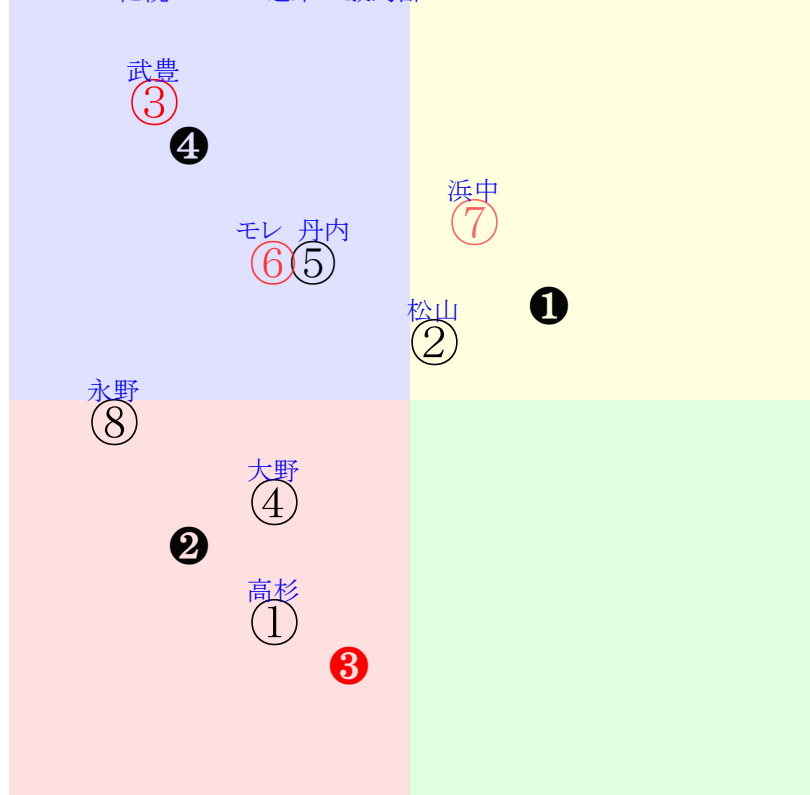 武豊
③
❹
浜中
⑦
モレ 丹内
⑥⑤
❶
松山
②
永野
⑧
大野
④
❷
高杉
①
❸